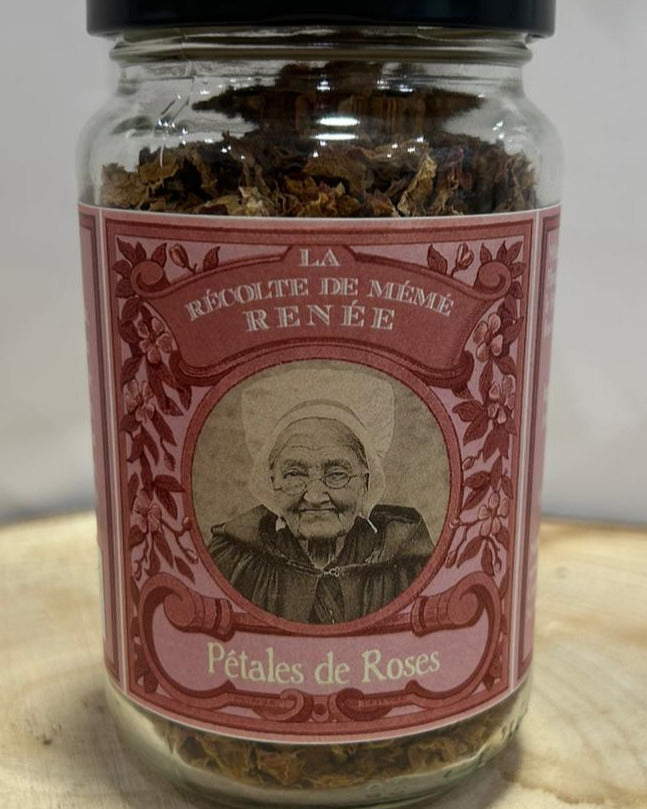 LA
RÉCOLTE DE MÉMÉ
RENÉE
Pétales de Roses